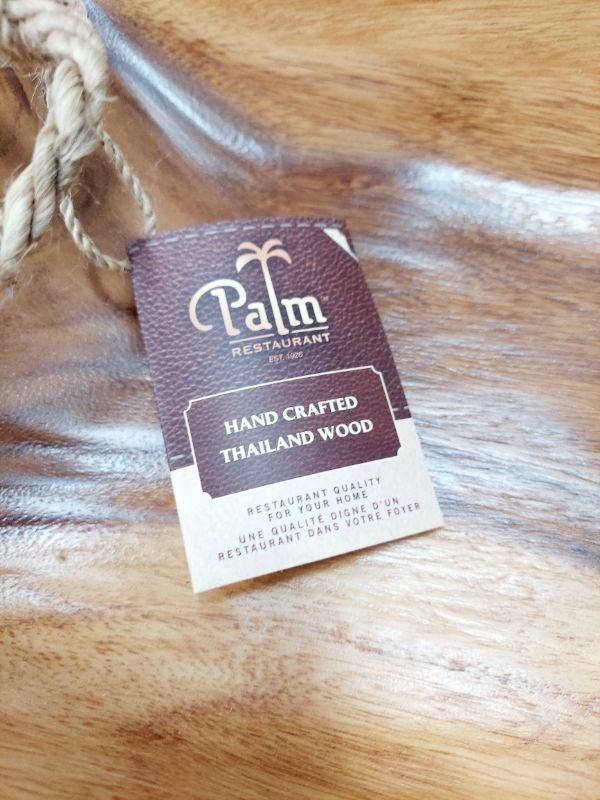 Palm
RESTAURANT
EST. 1926
HAND CRAFTED
THAILAND WOOD
RESTAURANT QUALITY
FOR YOUR HOME
UNE QUALITÉ DIGNE D'UN
RESTAURANT DANS VOTRE FOYER